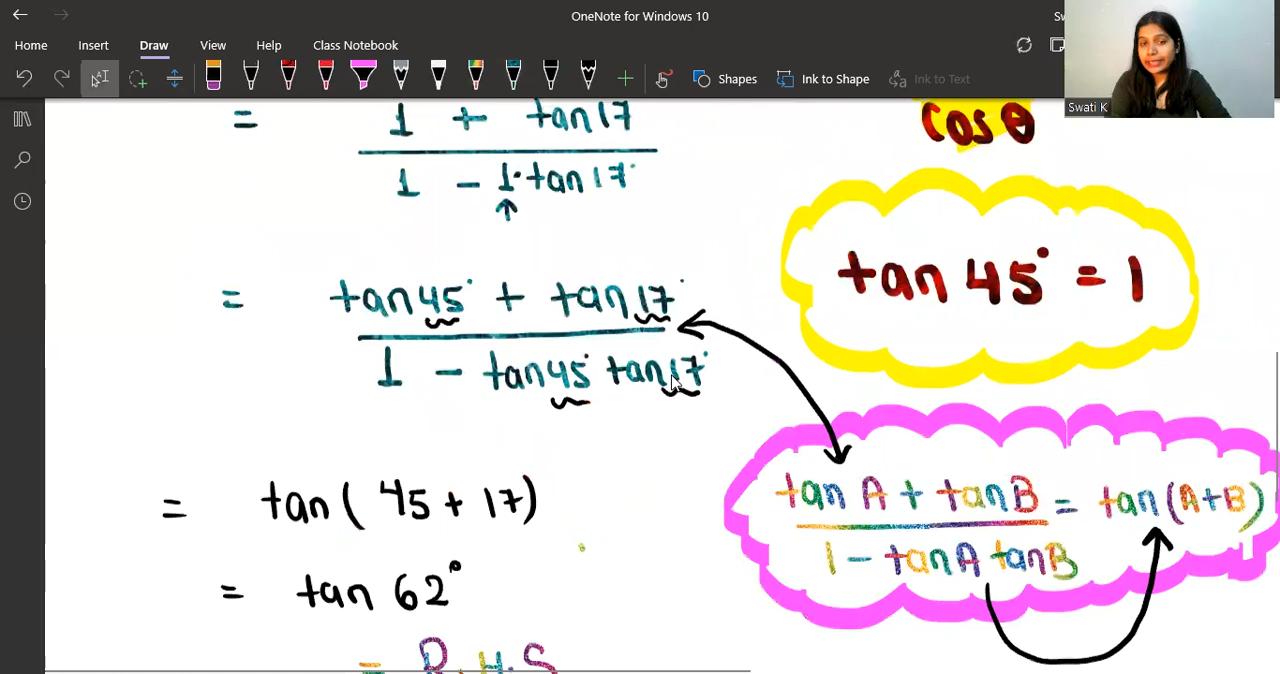 OneNote for Windows 10
Sw
Home Insert Draw View Help Class Notebook
Shapes Ink to Shape Ink to Text
Swati K
cos θ
= 1 + tan 17
1 - 1· tan 17°
tan 45° = 1
= tan 45° + tan 17°
1 - tan 45° tan 17°
tan A + tan B = tan (A+B)
1 - tan A tan B
= tan ( 45 + 17)
= tan 62°
= R.H.S